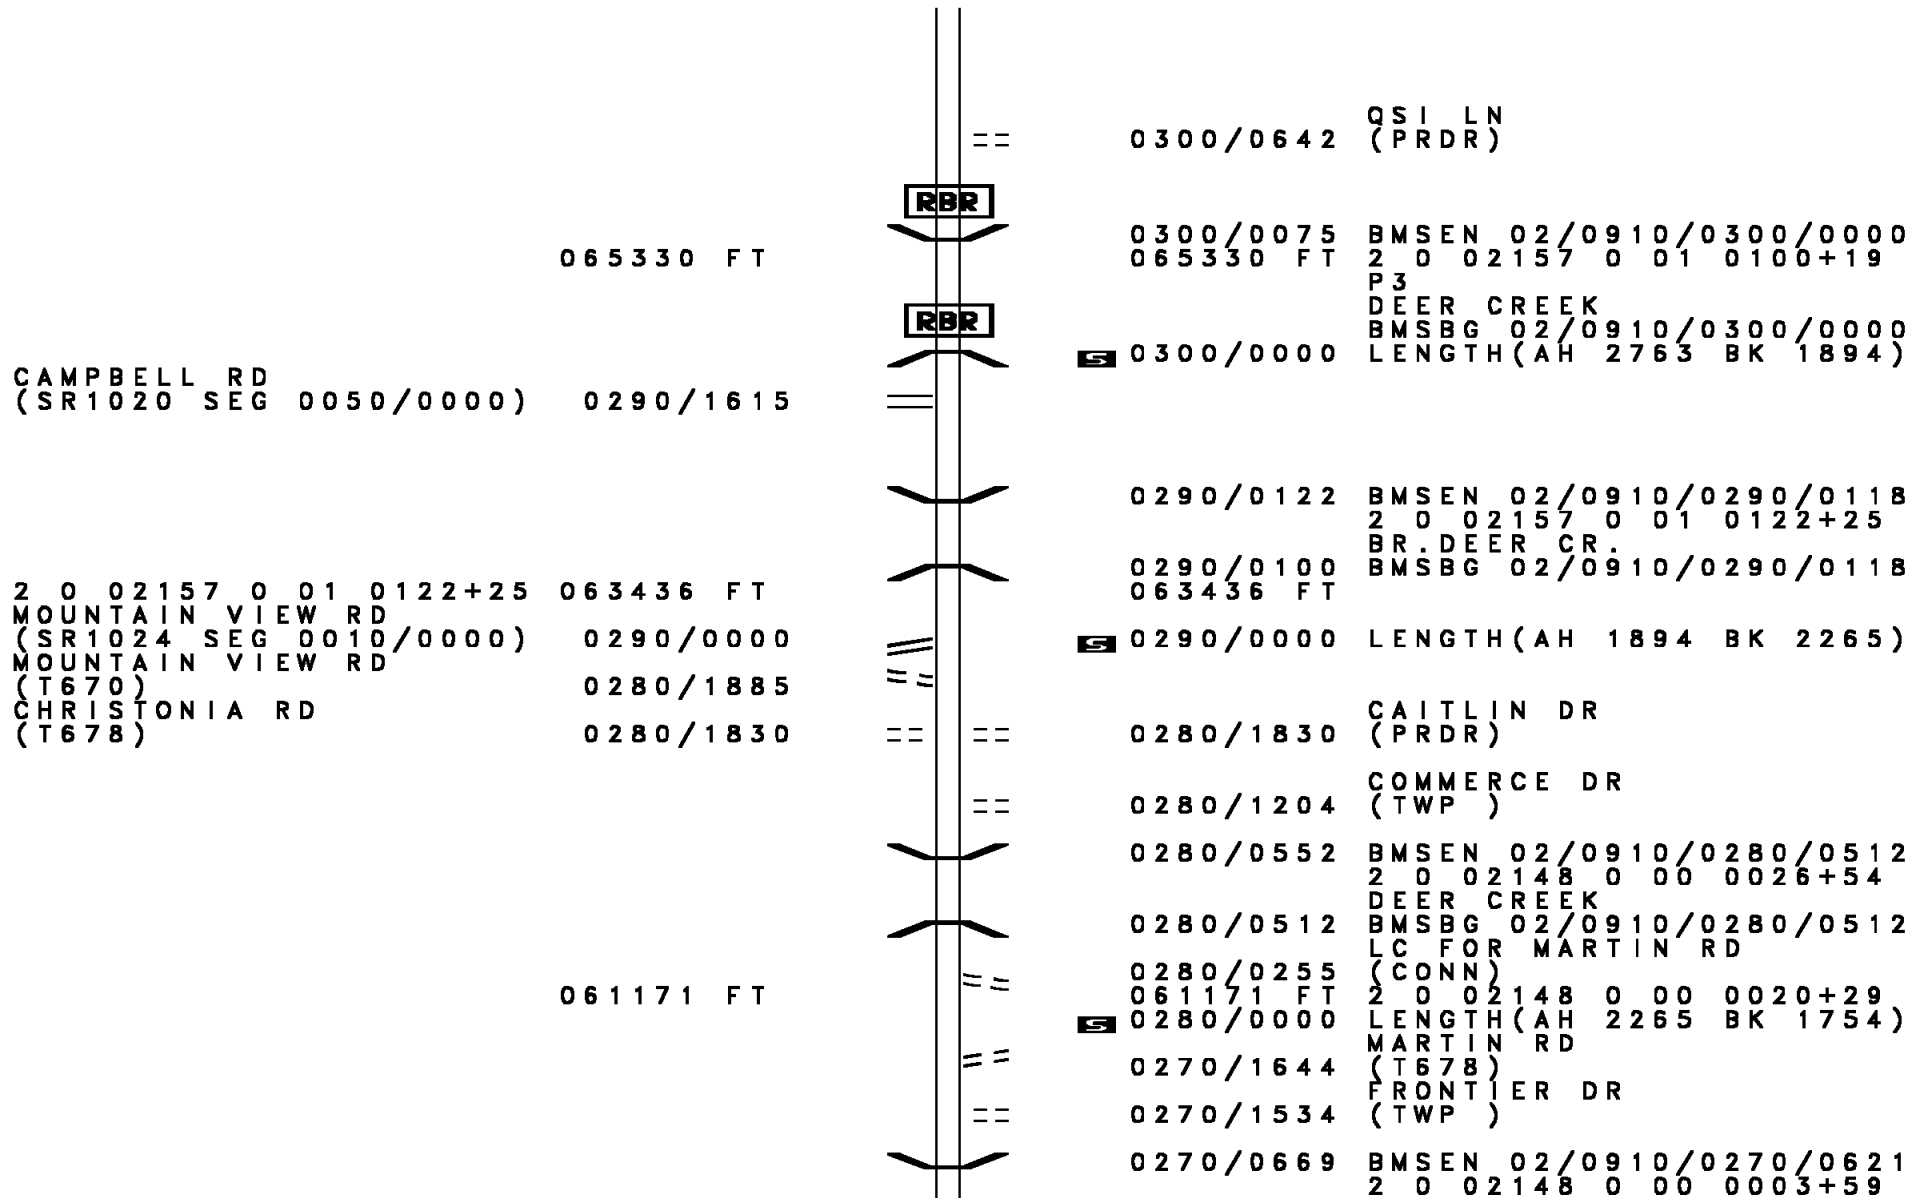 QSI LN
0300/0642 (PRDR)
RBR
0300/0075 BMSEN 02/0910/0300/0000
065330 FT 065330 FT 2 0 02157 0 01 0100+19
P3
DEER CREEK
RBR BMSBG 02/0910/0300/0000
S 0300/0000 LENGTH(AH 2763 BK 1894)
CAMPBELL RD
(SR1020 SEG 0050/0000) 0290/1615
0290/0122 BMSEN 02/0910/0290/0118
2 0 02157 0 01 0122+25
BR.DEER CR.
0290/0100 BMSBG 02/0910/0290/0118
2 0 02157 0 01 0122+25 063436 FT 063436 FT
MOUNTAIN VIEW RD
(SR1024 SEG 0010/0000) 0290/0000 S 0290/0000 LENGTH(AH 1894 BK 2265)
MOUNTAIN VIEW RD
(T670) 0280/1885
CHRISTONIA RD CAITLIN DR
(T678) 0280/1830 0280/1830 (PRDR)
COMMERCE DR
0280/1204 (TWP )
0280/0552 BMSEN 02/0910/0280/0512
2 0 02148 0 00 0026+54
DEER CREEK
0280/0512 BMSBG 02/0910/0280/0512
LC FOR MARTIN RD
0280/0255 (CONN)
061171 FT 061171 FT 2 0 02148 0 00 0020+29
S 0280/0000 LENGTH(AH 2265 BK 1754)
MARTIN RD
0270/1644 (T678)
FRONTIER DR
0270/1534 (TWP )
0270/0669 BMSEN 02/0910/0270/0621
2 0 02148 0 00 0003+59